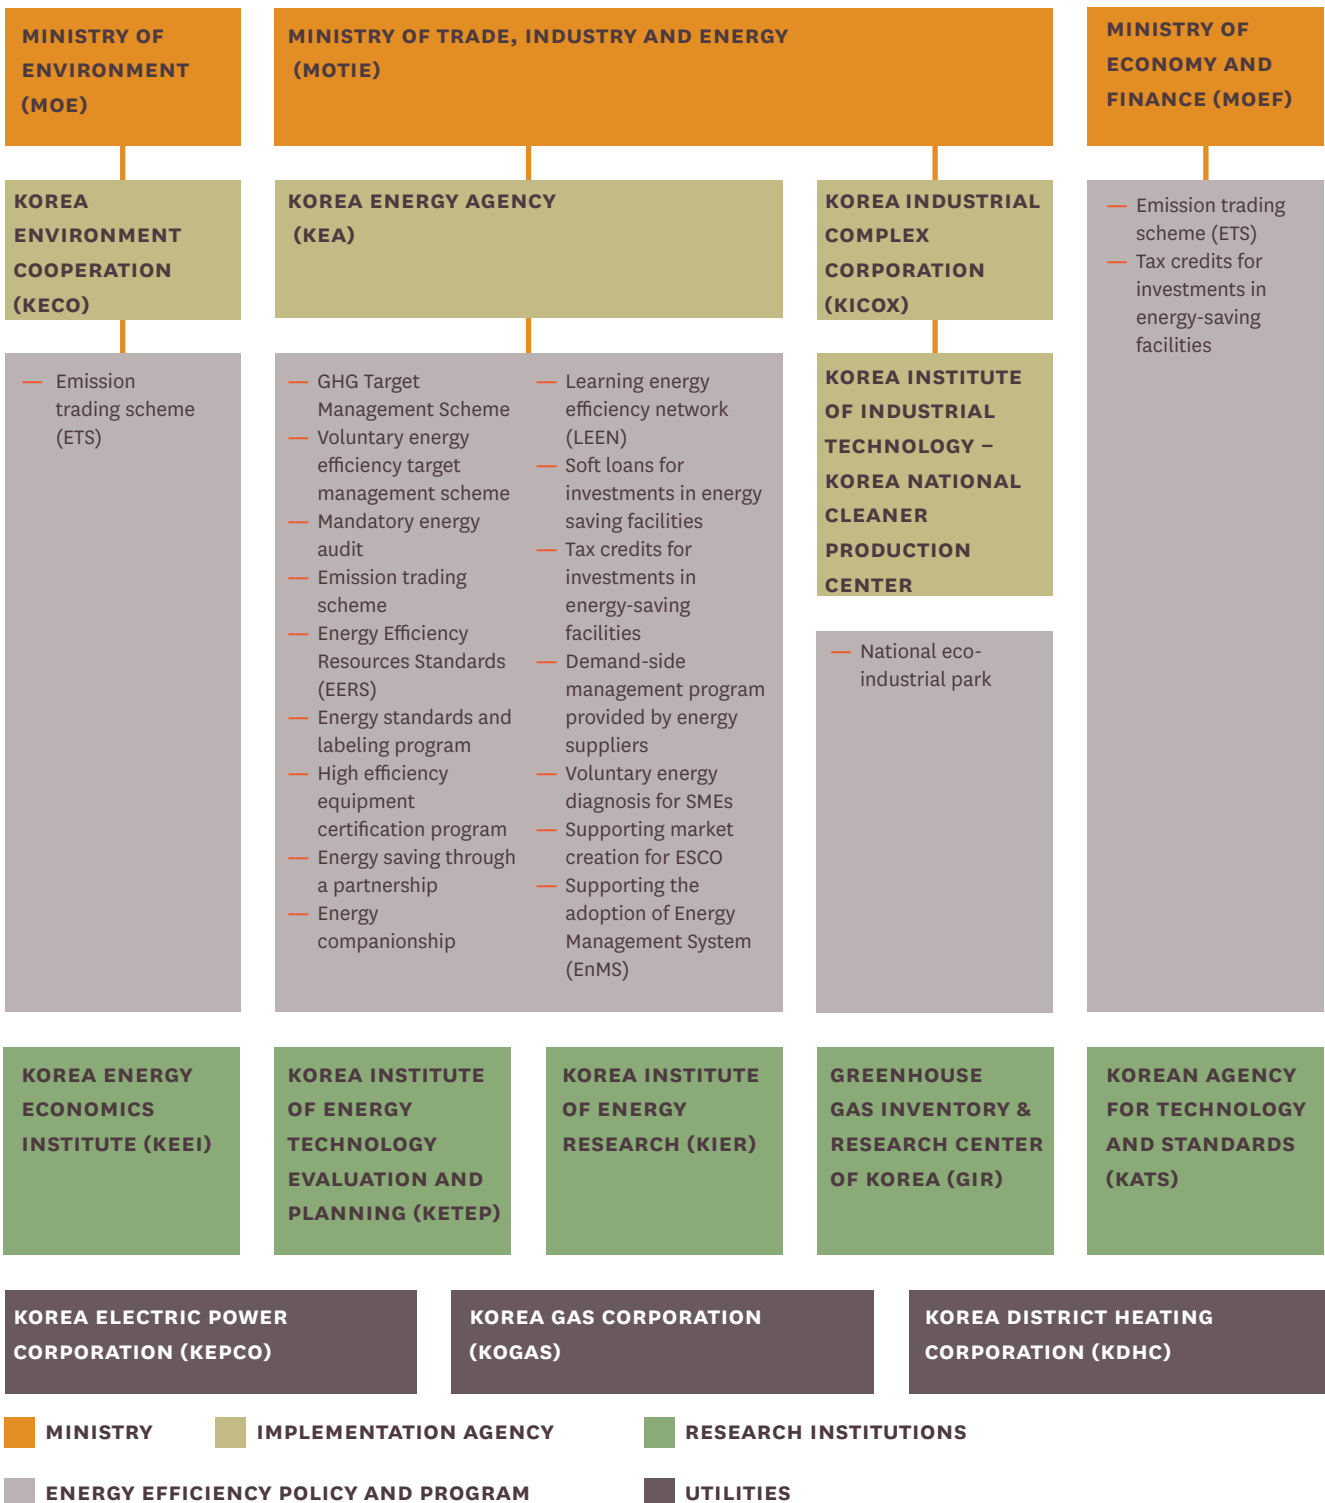 MINISTRY OF
ENVIRONMENT
(MOE)
MINISTRY OF TRADE, INDUSTRY AND ENERGY
(MOTIE)
MINISTRY OF
ECONOMY AND
FINANCE (MOEF)
KOREA
ENVIRONMENT
COOPERATION
(KECO)
KOREA ENERGY AGENCY
(KEA)
KOREA INDUSTRIAL
COMPLEX
CORPORATION
(KICOX)
— Emission trading
scheme (ETS)
— Tax credits for
investments in
energy-saving
facilities
— Emission
trading scheme
(ETS)
— GHG Target
Management Scheme
— Voluntary energy
efficiency target
management scheme
— Mandatory energy
audit
— Emission trading
scheme
— Energy Efficiency
Resources Standards
(EERS)
— Energy standards and
labeling program
— High efficiency
equipment
certification program
— Energy saving through
a partnership
— Energy
companionship
— Learning energy
efficiency network
(LEEN)
— Soft loans for
investments in energy
saving facilities
— Tax credits for
investments in
energy-saving
facilities
— Demand-side
management program
provided by energy
suppliers
— Voluntary energy
diagnosis for SMEs
— Supporting market
creation for ESCO
— Supporting the
adoption of Energy
Management System
(EnMS)
KOREA INSTITUTE
OF INDUSTRIAL
TECHNOLOGY –
KOREA NATIONAL
CLEANER
PRODUCTION
CENTER
— National eco-
industrial park
KOREA ENERGY
ECONOMICS
INSTITUTE (KEEI)
KOREA INSTITUTE
OF ENERGY
TECHNOLOGY
EVALUATION AND
PLANNING (KETEP)
KOREA INSTITUTE
OF ENERGY
RESEARCH (KIER)
GREENHOUSE
GAS INVENTORY &
RESEARCH CENTER
OF KOREA (GIR)
KOREAN AGENCY
FOR TECHNOLOGY
AND STANDARDS
(KATS)
KOREA ELECTRIC POWER
CORPORATION (KEPCO)
KOREA GAS CORPORATION
(KOGAS)
KOREA DISTRICT HEATING
CORPORATION (KDHC)
MINISTRY
IMPLEMENTATION AGENCY
RESEARCH INSTITUTIONS
ENERGY EFFICIENCY POLICY AND PROGRAM
UTILITIES